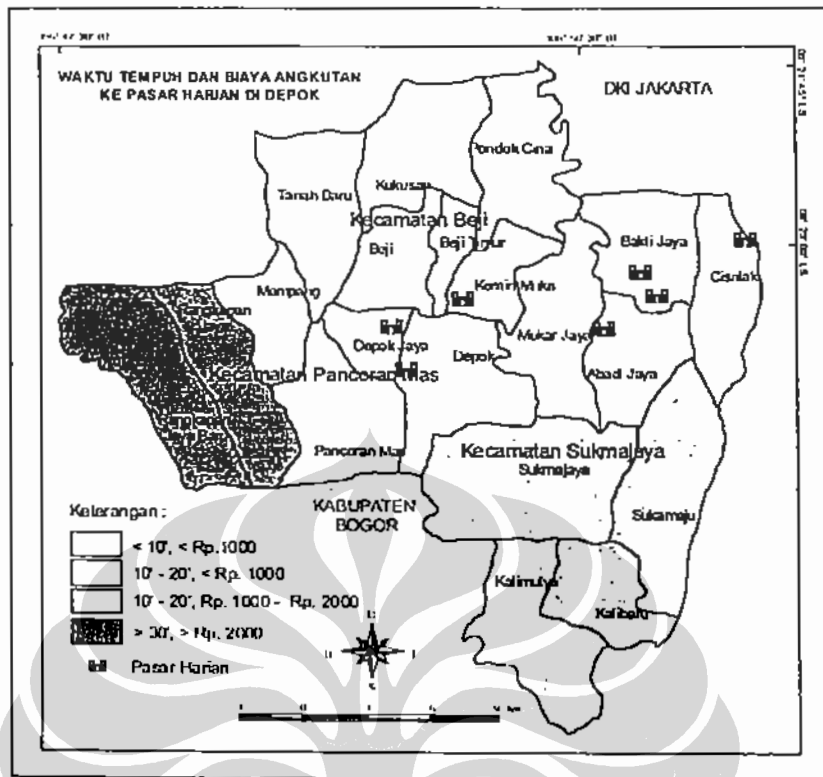 WAKTU TEMPUH DAN BIAYA ANGKUTAN
KE PASAR HARIAN DI DEPOK
DKI JAKARTA
Pondok Cina
Kukusan
Tanah Baru
Kecamatan Beji
Beji
Beji Timur
Bakti Jaya
Cisalak
Kemiri Muka
Mampang
Mukar Jaya
Depok Jaya
Depok
Abadi Jaya
Kecamatan Pancoran Mas
Pancoran Mas
Kecamatan Sukmajaya
Sukmajaya
Sukamaju
KABUPATEN
BOGOR
Kalimulya
Kalibaru
Keterangan :
< 10', < Rp.1000
10' - 20', < Rp. 1000
10' - 20', Rp. 1000 - Rp. 2000
> 30', > Rp. 2000
Pasar Harian